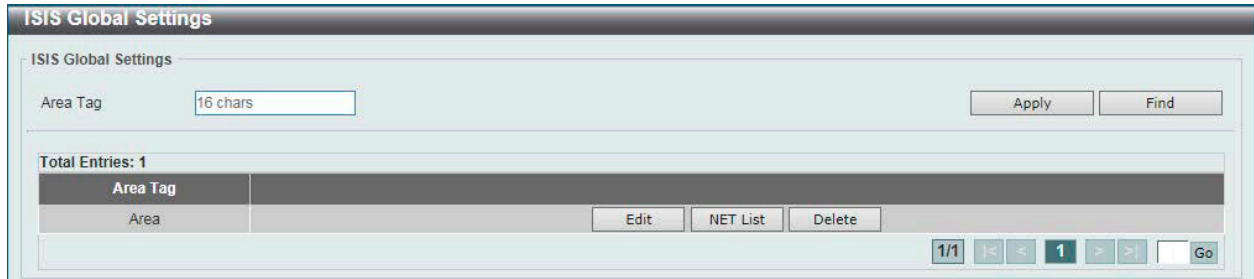 ISIS Global Settings
ISIS Global Settings
Area Tag 16 chars Apply Find
Total Entries: 1
Area Tag
Area Edit NET List Delete
1/1 |< < 1 > >| Go